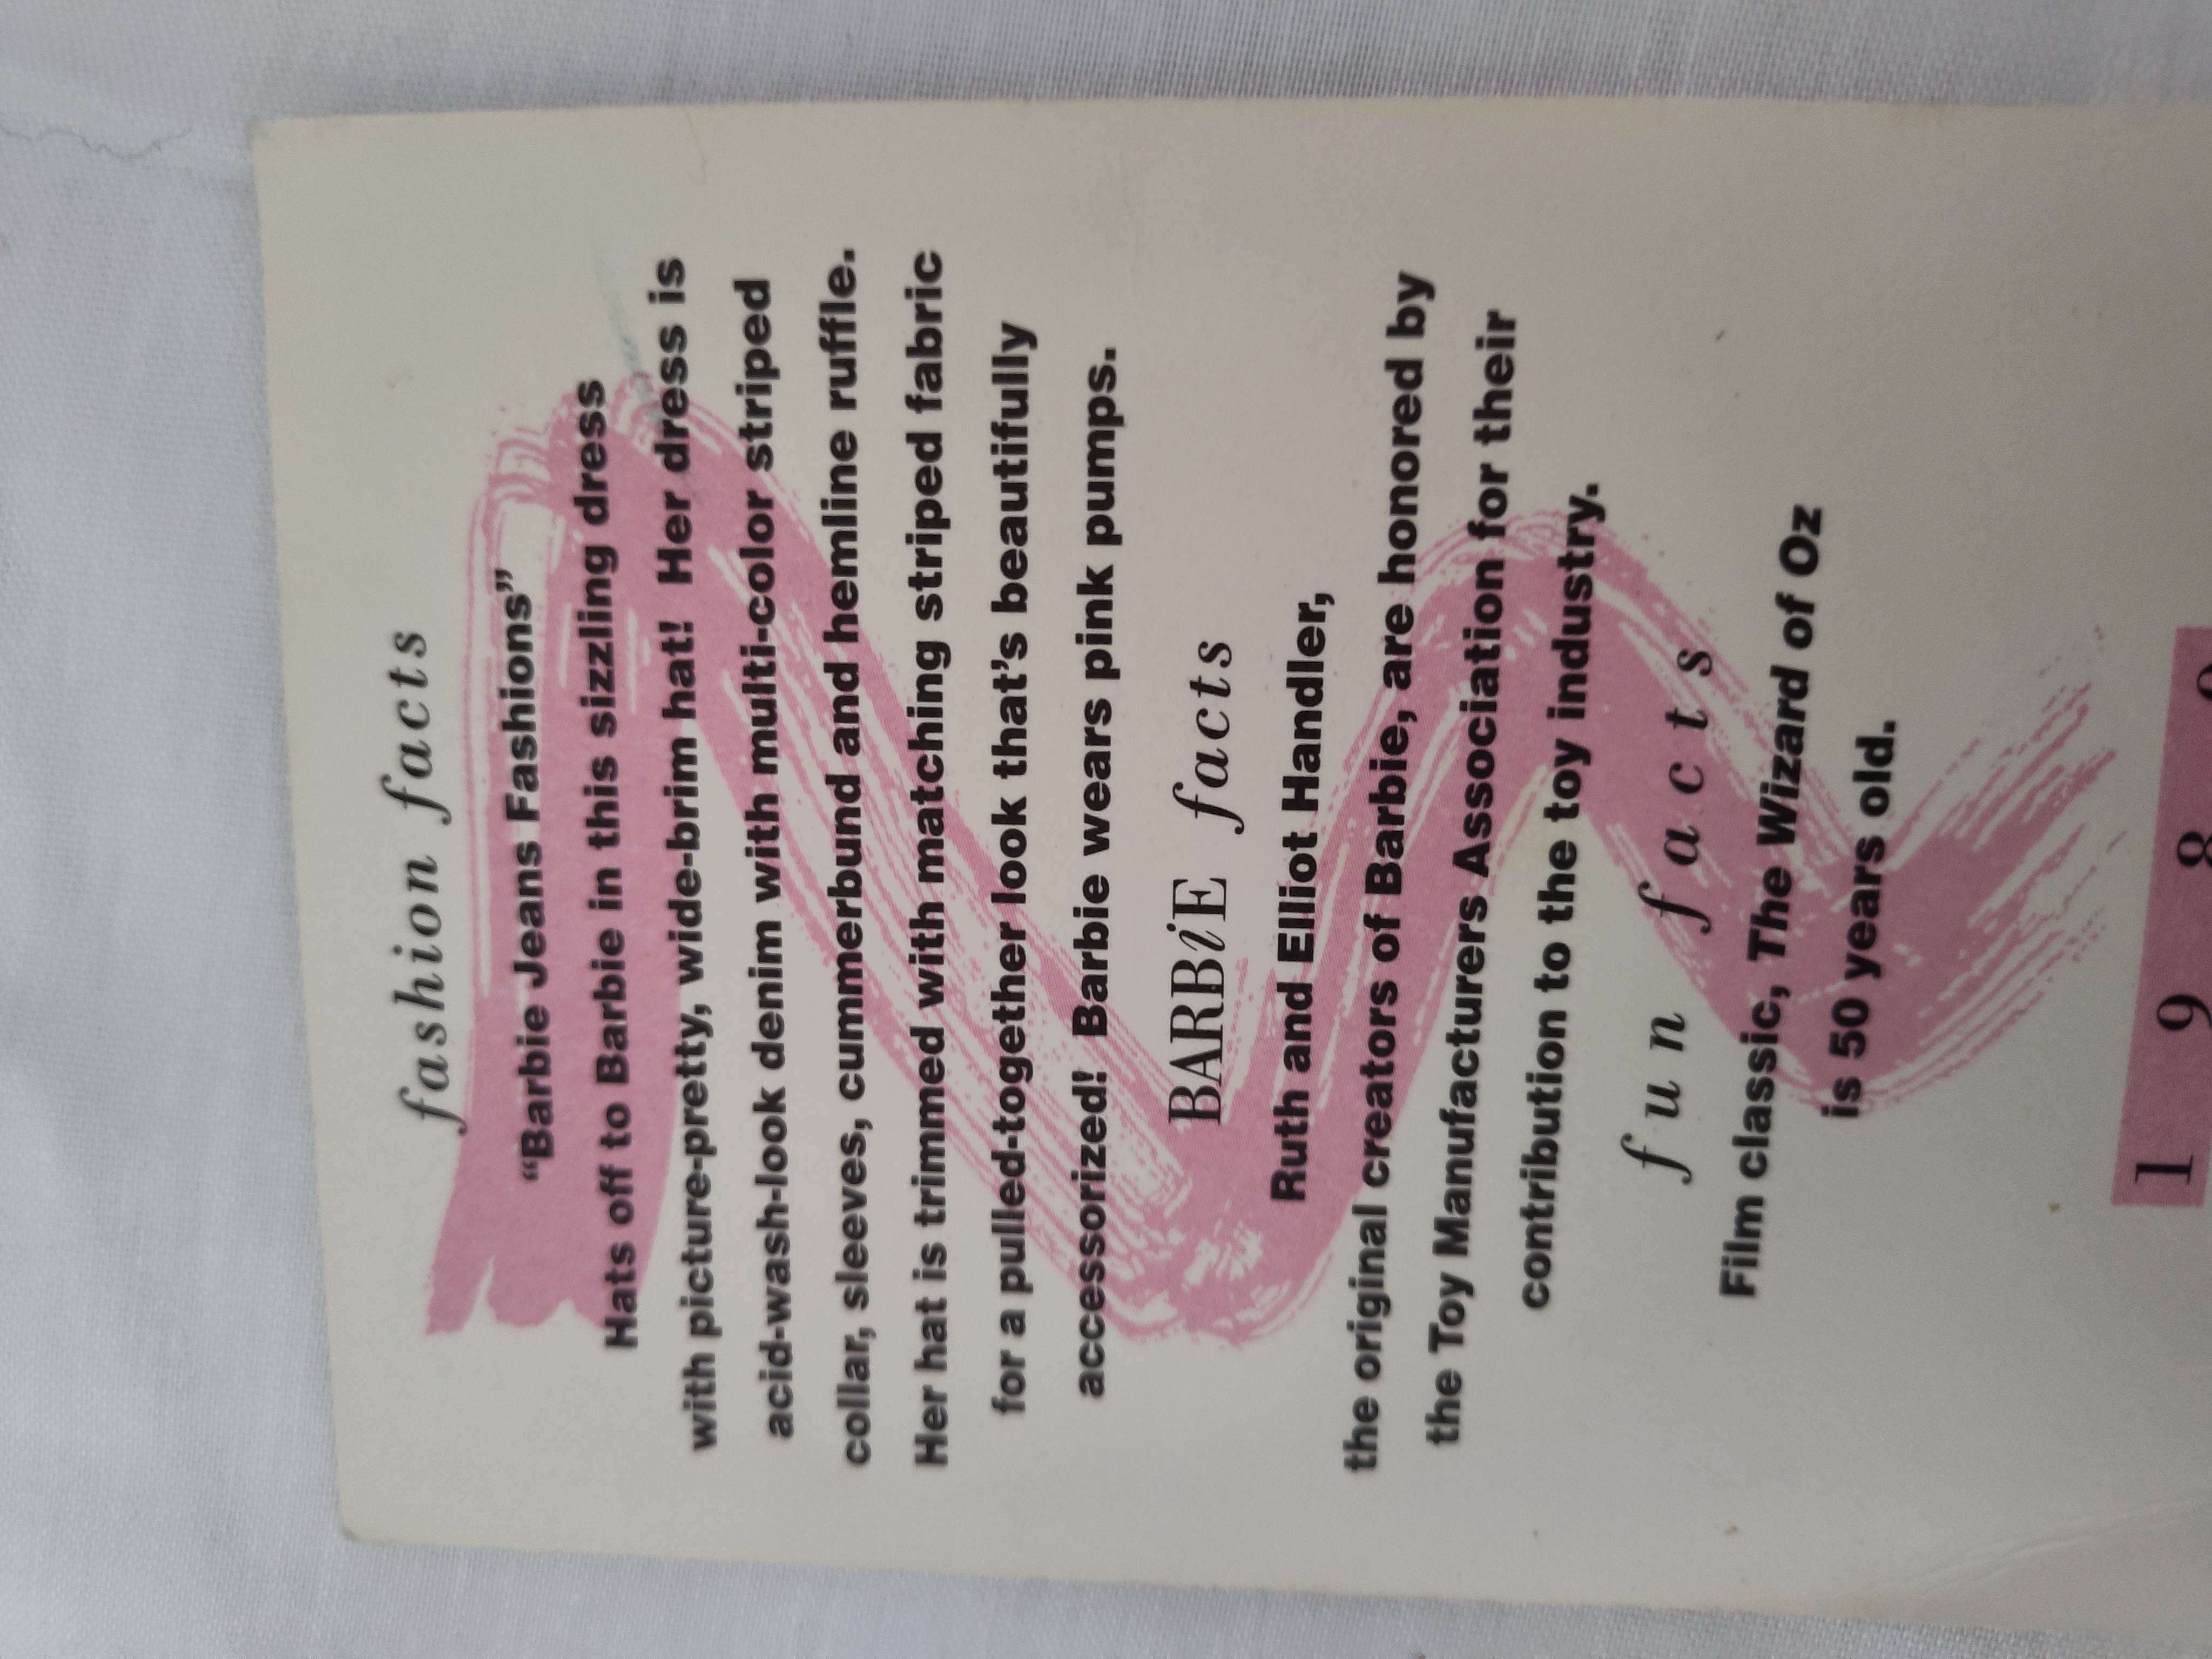 fashion facts
“Barbie Jeans Fashions”
Hats off to Barbie in this sizzling dress
with picture-pretty, wide-brim hat! Her dress is
acid-wash-look denim with multi-color striped
collar, sleeves, cummerbund and hemline ruffle.
Her hat is trimmed with matching striped fabric
for a pulled-together look that’s beautifully
accessorized! Barbie wears pink pumps.
BARBiE facts
Ruth and Elliot Handler,
the original creators of Barbie, are honored by
the Toy Manufacturers Association for their
contribution to the toy industry.
fun facts
Film classic, The Wizard of Oz
is 50 years old.
1 9 8